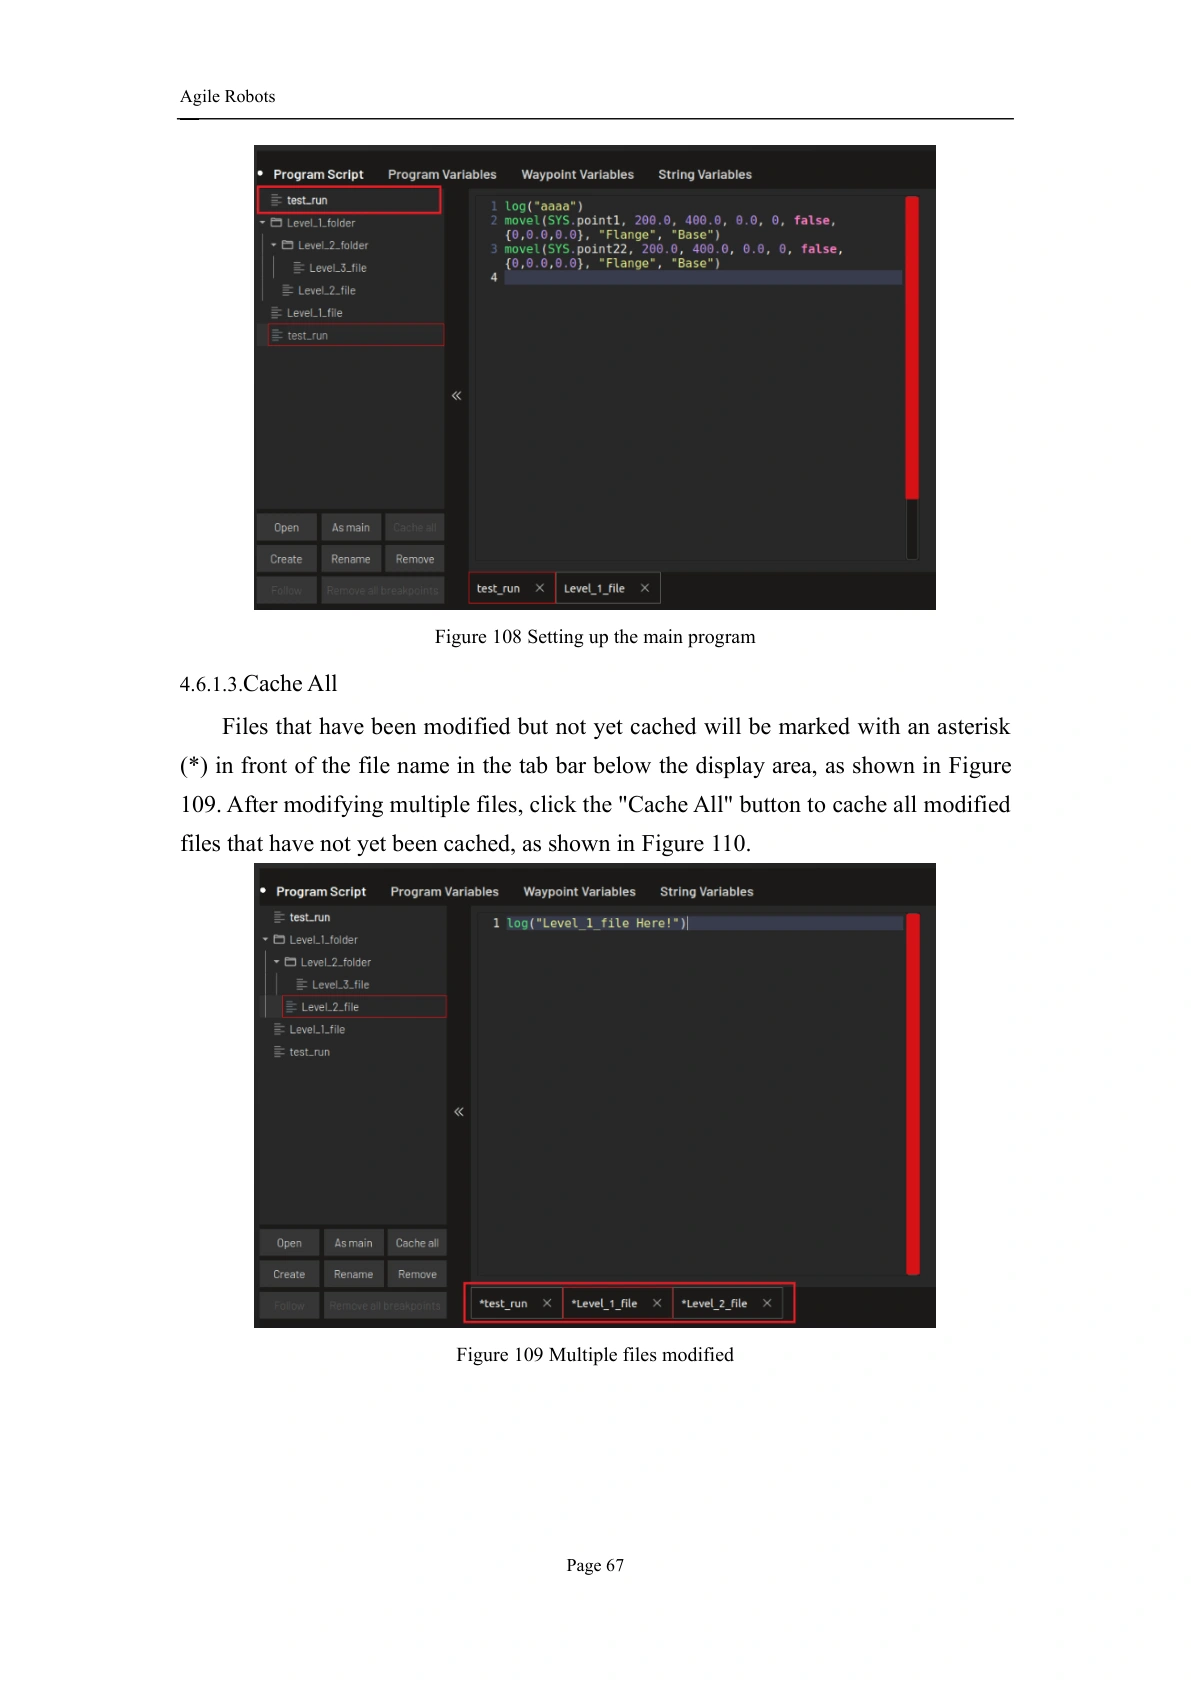 Agile Robots
Program Script Program Variables Waypoint Variables String Variables
test_run
Level_1_folder
Level_2_folder
Level_3_file
Level_2_file
Level_1_file
test_run
«
1 log("aaaa")
2 movel(SYS.point1, 200.0, 400.0, 0.0, 0, false,
{0,0.0,0.0}, "Flange", "Base")
3 movel(SYS.point22, 200.0, 400.0, 0.0, 0, false,
{0,0.0,0.0}, "Flange", "Base")
4
Open As main Cache all
Create Rename Remove
Follow Remove all breakpoints
test_run × Level_1_file ×
Figure 108 Setting up the main program
4.6.1.3.Cache All
Files that have been modified but not yet cached will be marked with an asterisk
(*) in front of the file name in the tab bar below the display area, as shown in Figure
109. After modifying multiple files, click the "Cache All" button to cache all modified
files that have not yet been cached, as shown in Figure 110.
Program Script Program Variables Waypoint Variables String Variables
test_run
Level_1_folder
Level_2_folder
Level_3_file
Level_2_file
Level_1_file
test_run
«
1 log("Level_1_file Here!")
Open As main Cache all
Create Rename Remove
Follow Remove all breakpoints
*test_run × *Level_1_file × *Level_2_file ×
Figure 109 Multiple files modified
Page 67